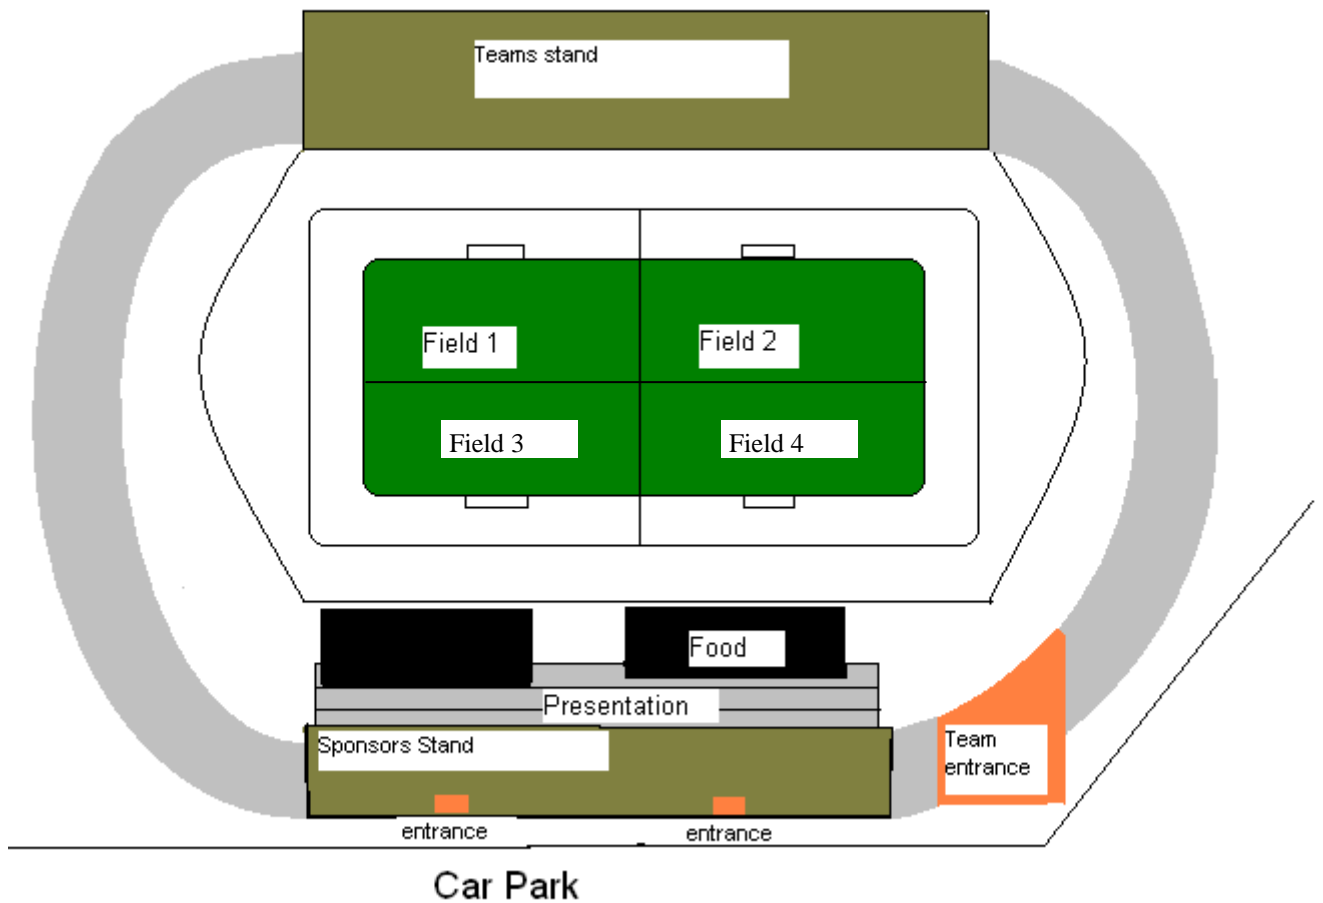 Teams stand
Field 1
Field 2
Field 3
Field 4
Food
Presentation
Sponsors Stand
Team
entrance
entrance
entrance
Car Park